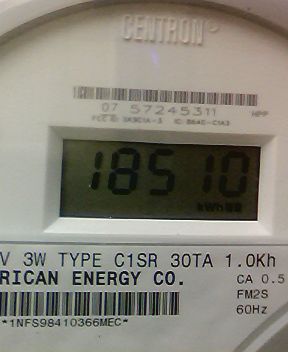 CENTRON®
07 57245311 HPP
18510
kWh
V 3W TYPE C1SR 30TA 1.0Kh
RICAN ENERGY CO. CA 0.5
FM2S
*1NFS98410366MEC* 60Hz